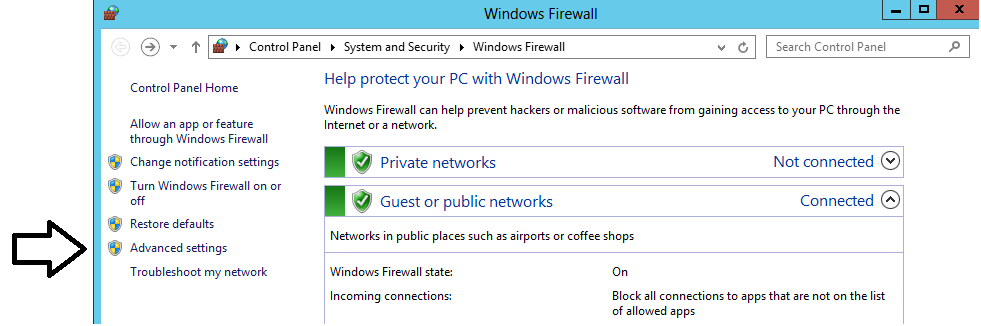 Windows Firewall
Control Panel
System and Security
Windows Firewall
Search Control Panel
Control Panel Home
Allow an app or feature
through Windows Firewall
Change notification settings
Turn Windows Firewall on or
off
Restore defaults
Advanced settings
Troubleshoot my network
Help protect your PC with Windows Firewall
Windows Firewall can help prevent hackers or malicious software from gaining access to your PC through the
Internet or a network.
Private networks Not connected
Guest or public networks Connected
Networks in public places such as airports or coffee shops
Windows Firewall state: On
Incoming connections: Block all connections to apps that are not on the list
of allowed apps